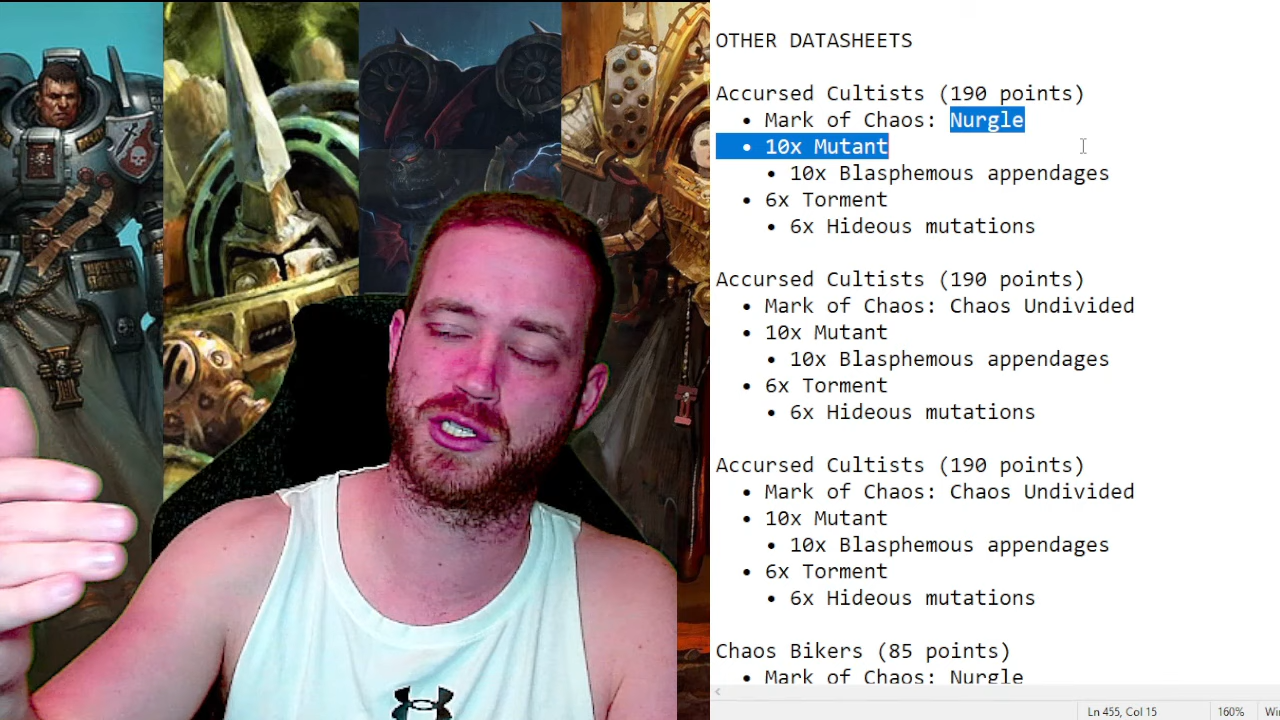 OTHER DATASHEETS
Accursed Cultists (190 points)
• Mark of Chaos: Nurgle
• 10x Mutant
• 10x Blasphemous appendages
• 6x Torment
• 6x Hideous mutations
Accursed Cultists (190 points)
• Mark of Chaos: Chaos Undivided
• 10x Mutant
• 10x Blasphemous appendages
• 6x Torment
• 6x Hideous mutations
Accursed Cultists (190 points)
• Mark of Chaos: Chaos Undivided
• 10x Mutant
• 10x Blasphemous appendages
• 6x Torment
• 6x Hideous mutations
Chaos Bikers (85 points)
• Mark of Chaos: Nurgle
Ln 455, Col 15
160%